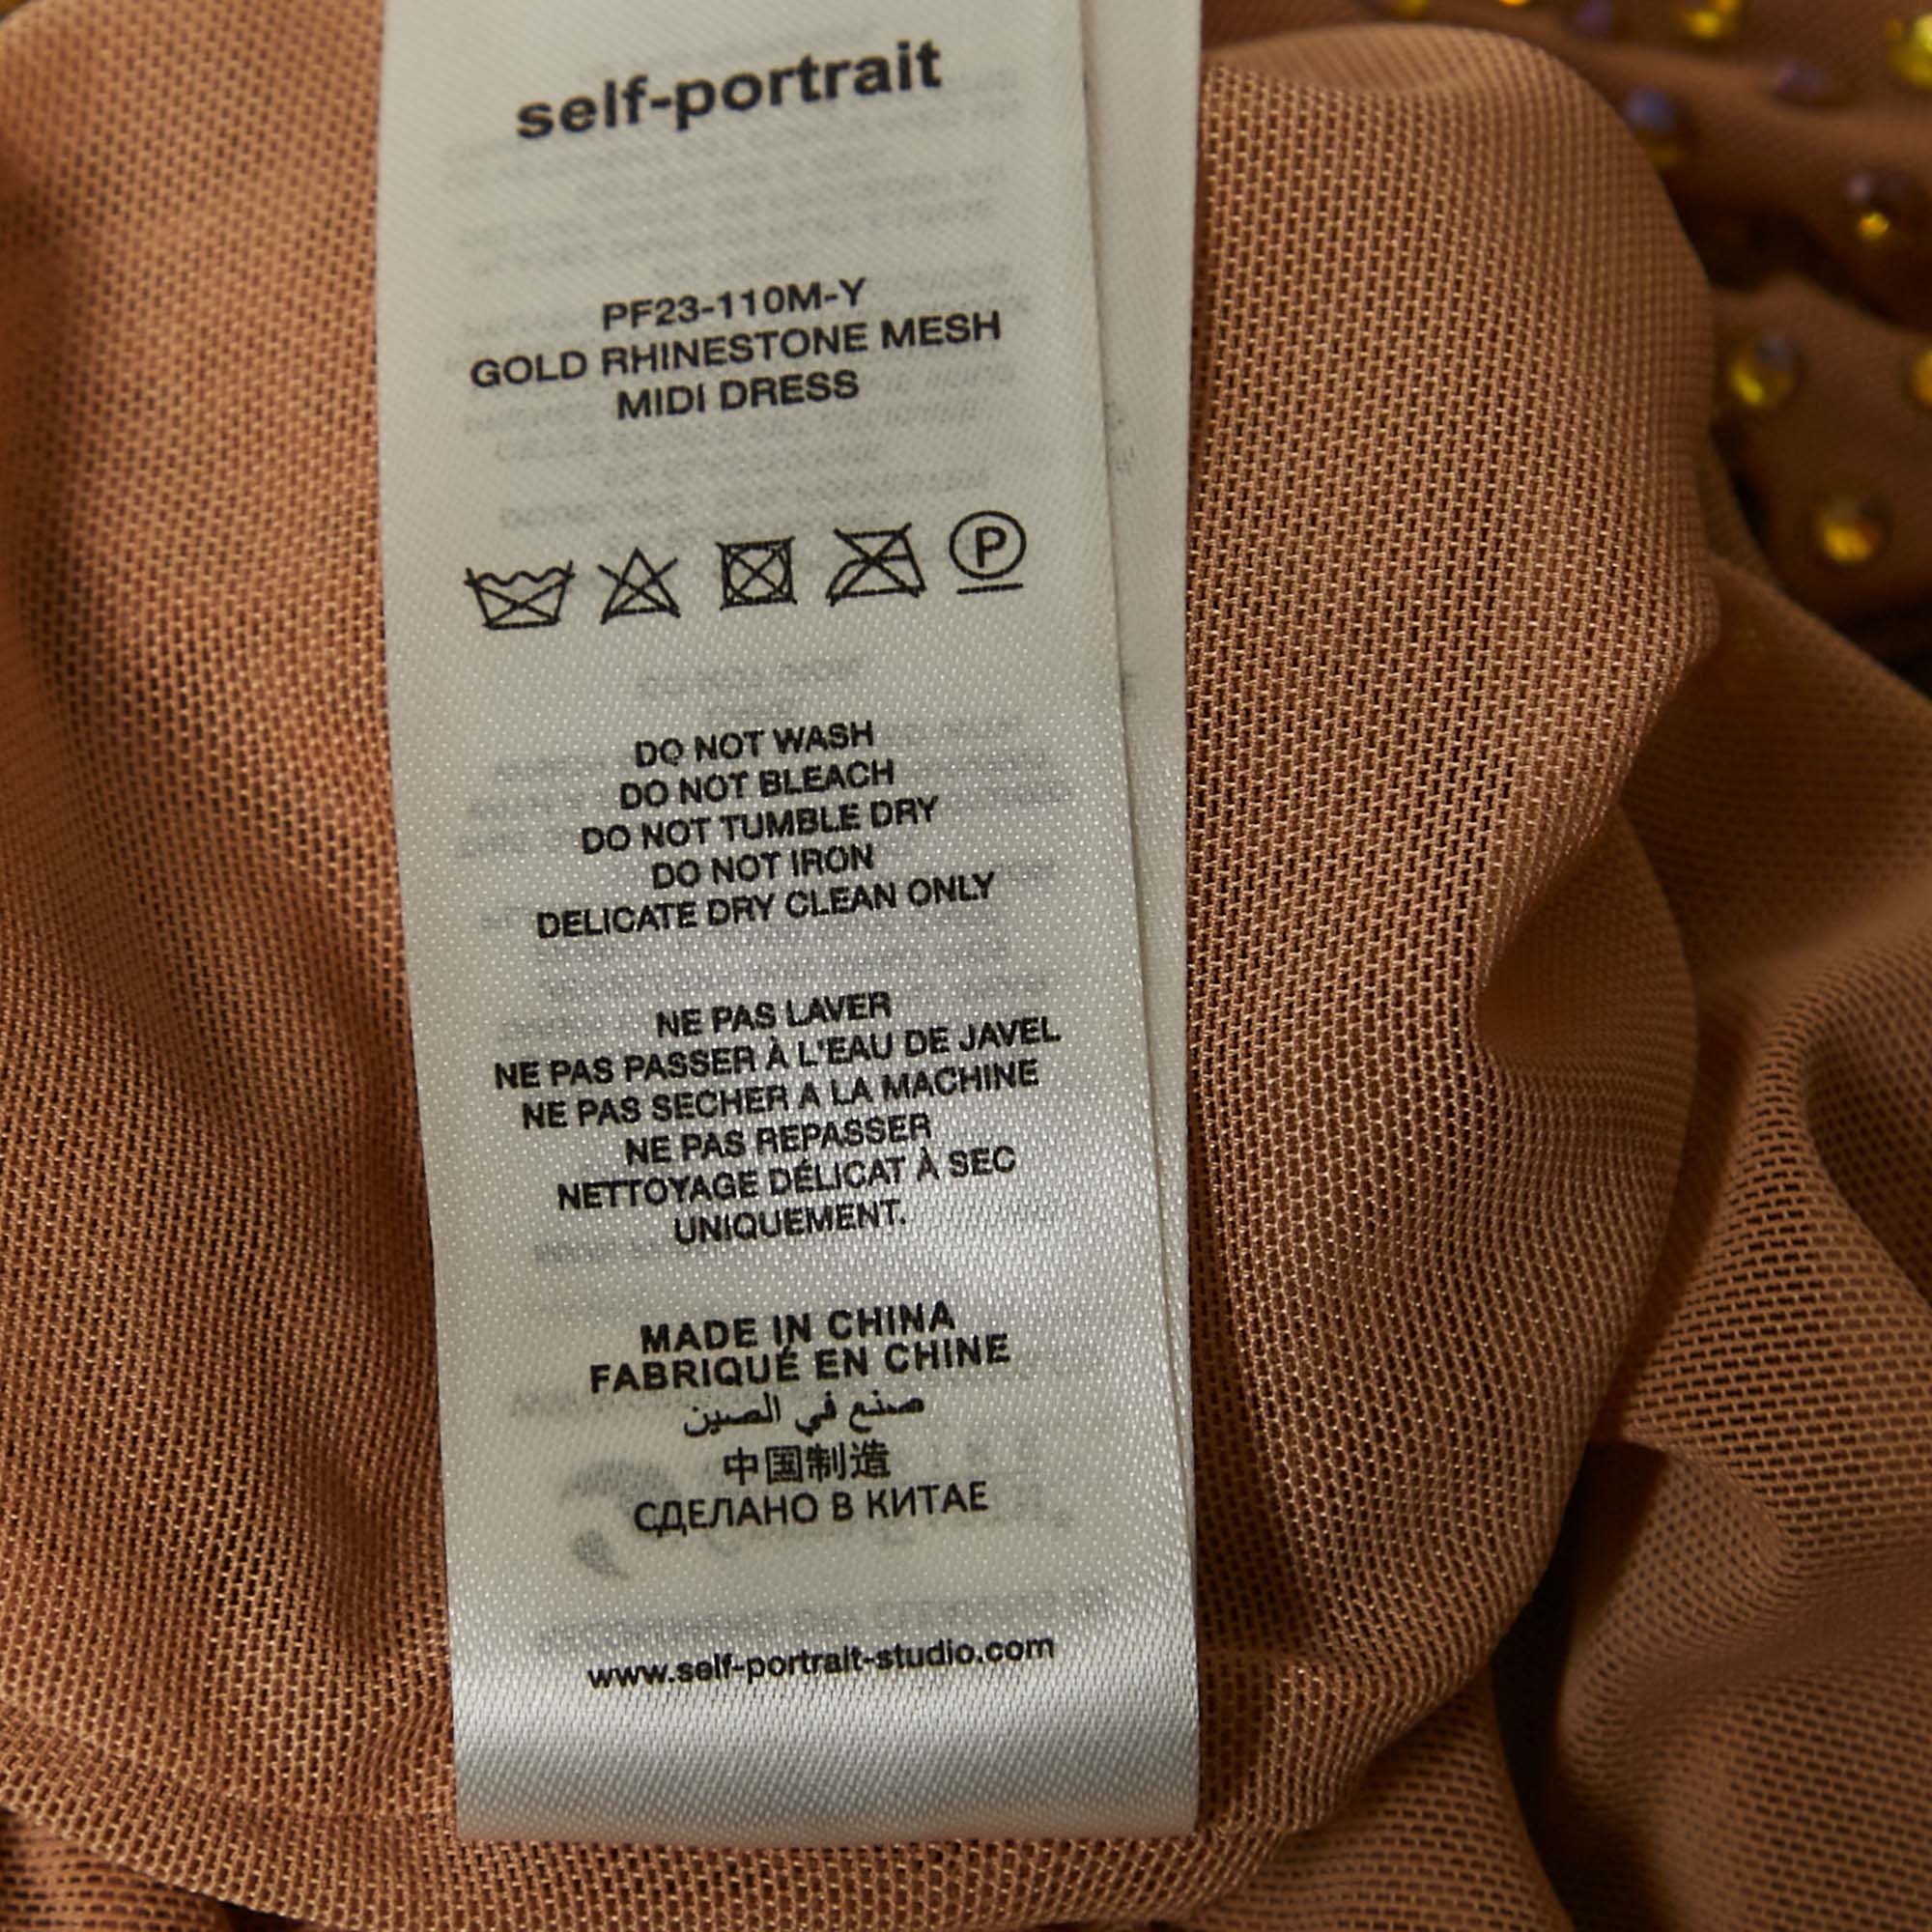 self-portrait
PF23-110M-Y
GOLD RHINESTONE MESH
MIDI DRESS
P
DO NOT WASH
DO NOT BLEACH
DO NOT TUMBLE DRY
DO NOT IRON
DELICATE DRY CLEAN ONLY
NE PAS LAVER
NE PAS PASSER À L'EAU DE JAVEL
NE PAS SECHER A LA MACHINE
NE PAS REPASSER
NETTOYAGE DÉLICAT À SEC
UNIQUEMENT.
MADE IN CHINA
FABRIQUÉ EN CHINE
صنع في الصين
中国制造
СДЕЛАНО В КИТАЕ
www.self-portrait-studio.com